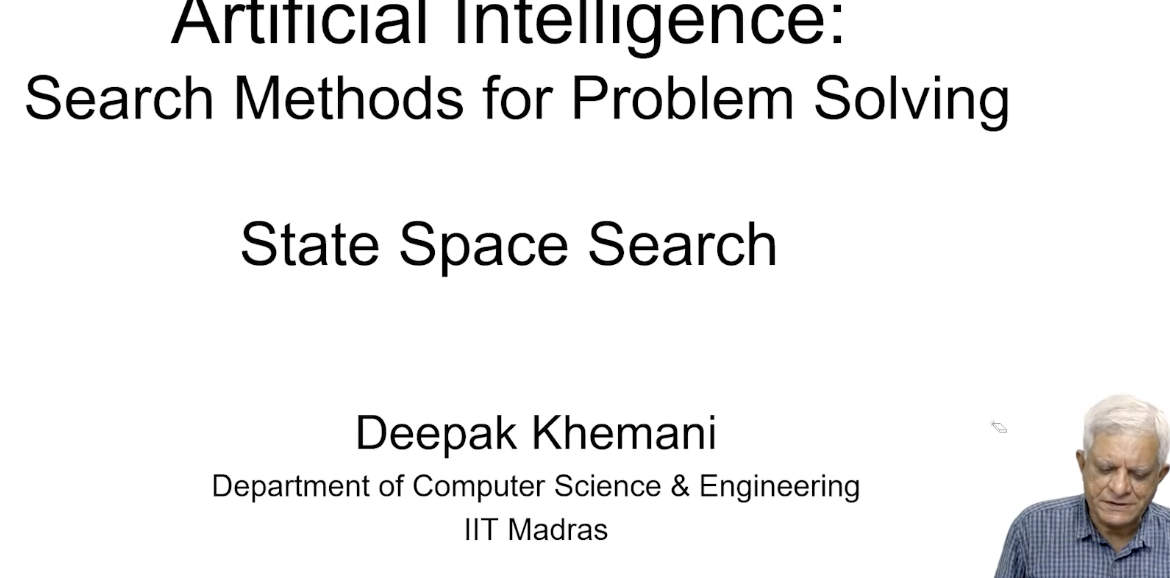 Artificial Intelligence:
Search Methods for Problem Solving
State Space Search
Deepak Khemani
Department of Computer Science & Engineering
IIT Madras